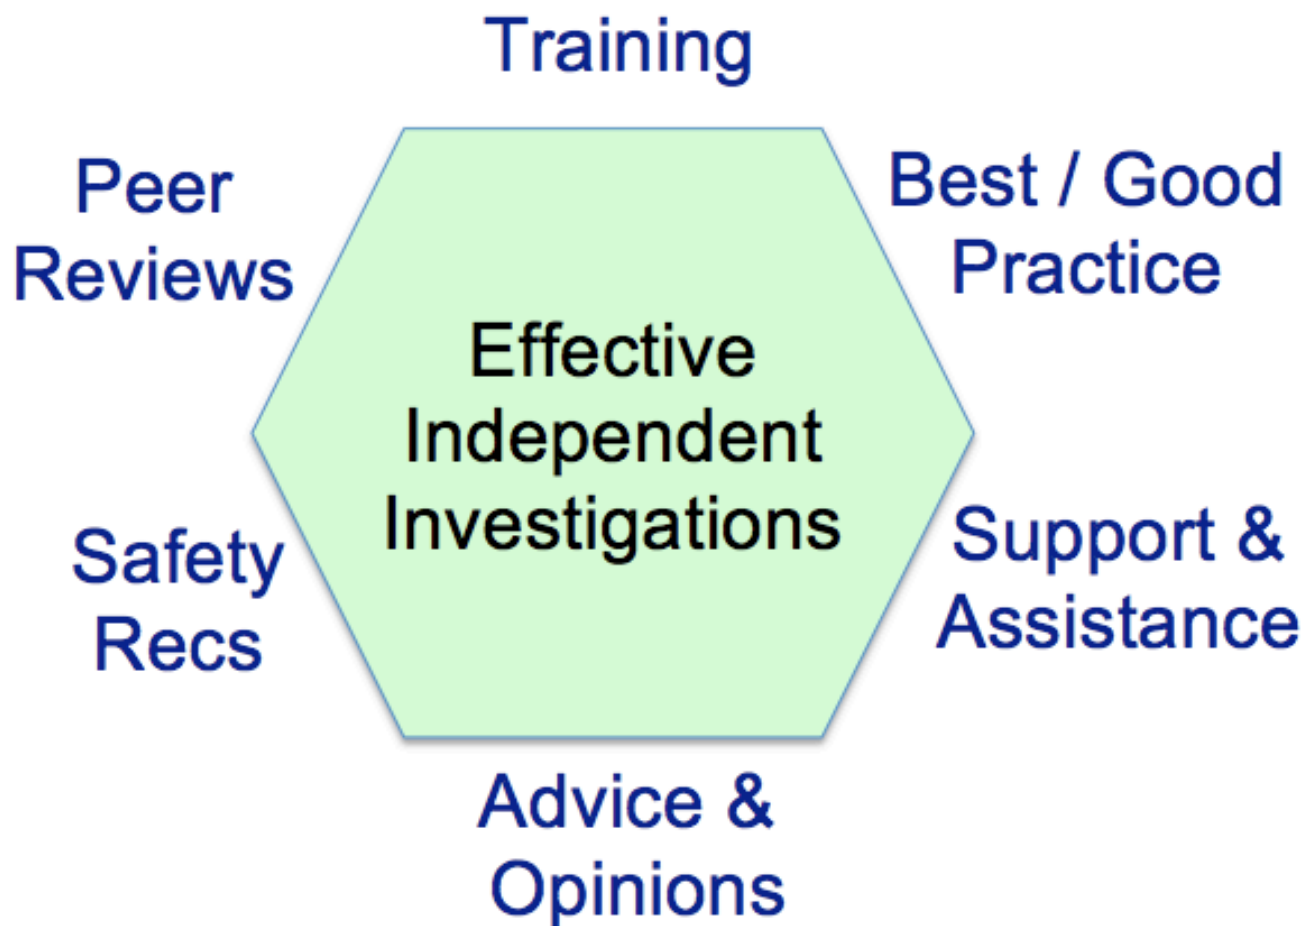 Training
Peer
Reviews
Best / Good
Practice
Effective
Independent
Investigations
Safety
Recs
Support &
Assistance
Advice &
Opinions